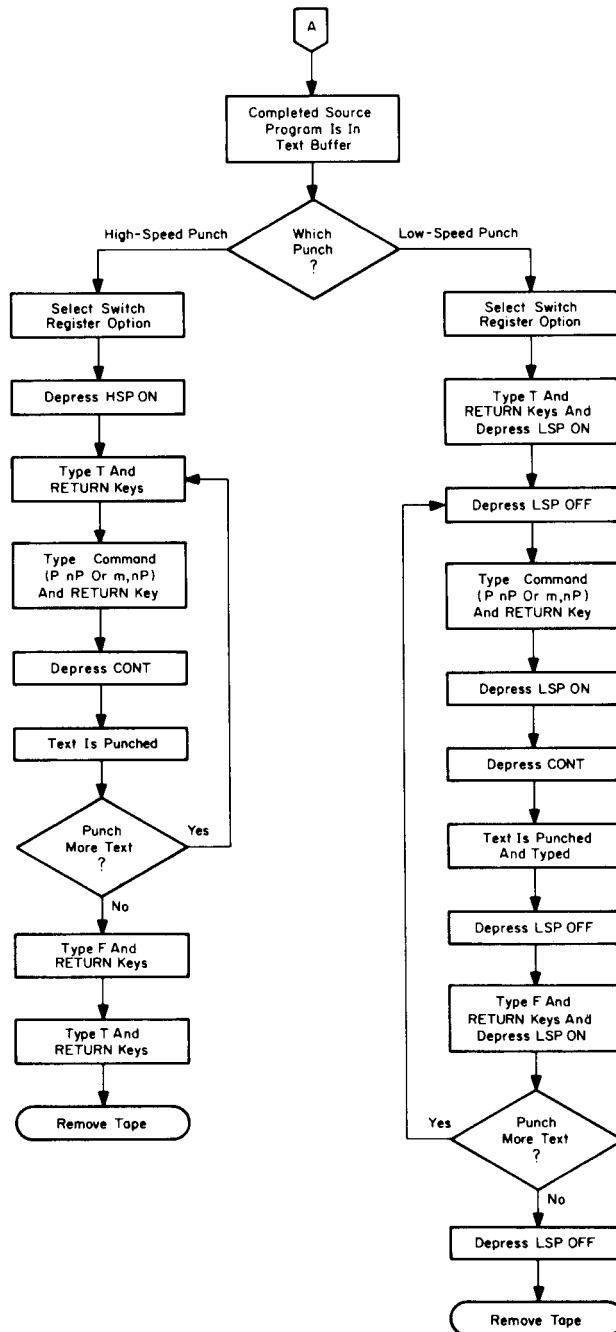 A
Completed Source
Program Is In
Text Buffer
High-Speed Punch
Which
Punch
?
Low-Speed Punch
Select Switch
Register Option
Depress HSP ON
Type T And
RETURN Keys
Type Command
(P nP Or m,nP)
And RETURN Key
Depress CONT
Text Is Punched
Punch
More Text
?
Yes
No
Type F And
RETURN Keys
Type T And
RETURN Keys
Remove Tape
Select Switch
Register Option
Type T And
RETURN Keys And
Depress LSP ON
Depress LSP OFF
Type Command
(P nP Or m,nP)
And RETURN Key
Depress LSP ON
Depress CONT
Text Is Punched
And Typed
Depress LSP OFF
Type F And
RETURN Keys And
Depress LSP ON
Yes
Punch
More Text
?
No
Depress LSP OFF
Remove Tape